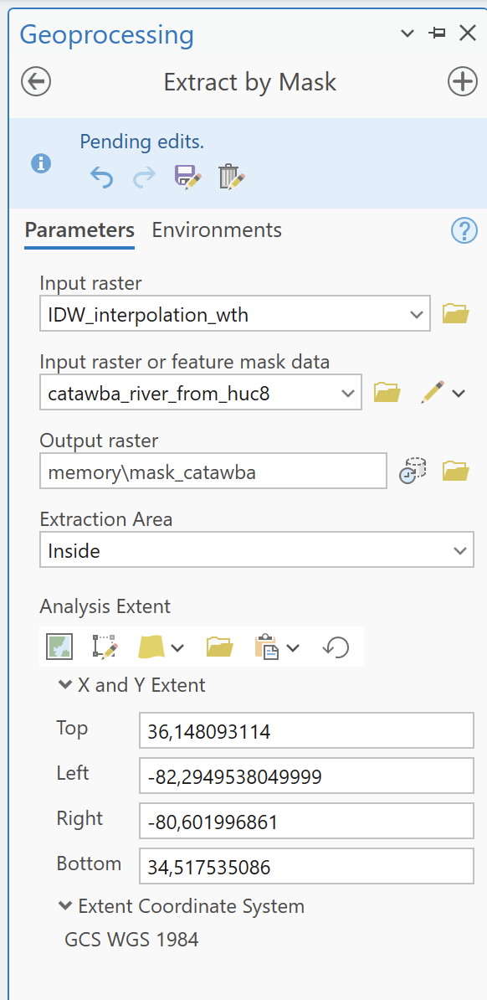 Geoprocessing
Extract by Mask
Pending edits.
Parameters Environments
Input raster
IDW_interpolation_wth
Input raster or feature mask data
catawba_river_from_huc8
Output raster
memory\mask_catawba
Extraction Area
Inside
Analysis Extent
X and Y Extent
Top 36,148093114
Left -82,2949538049999
Right -80,601996861
Bottom 34,517535086
Extent Coordinate System
GCS WGS 1984